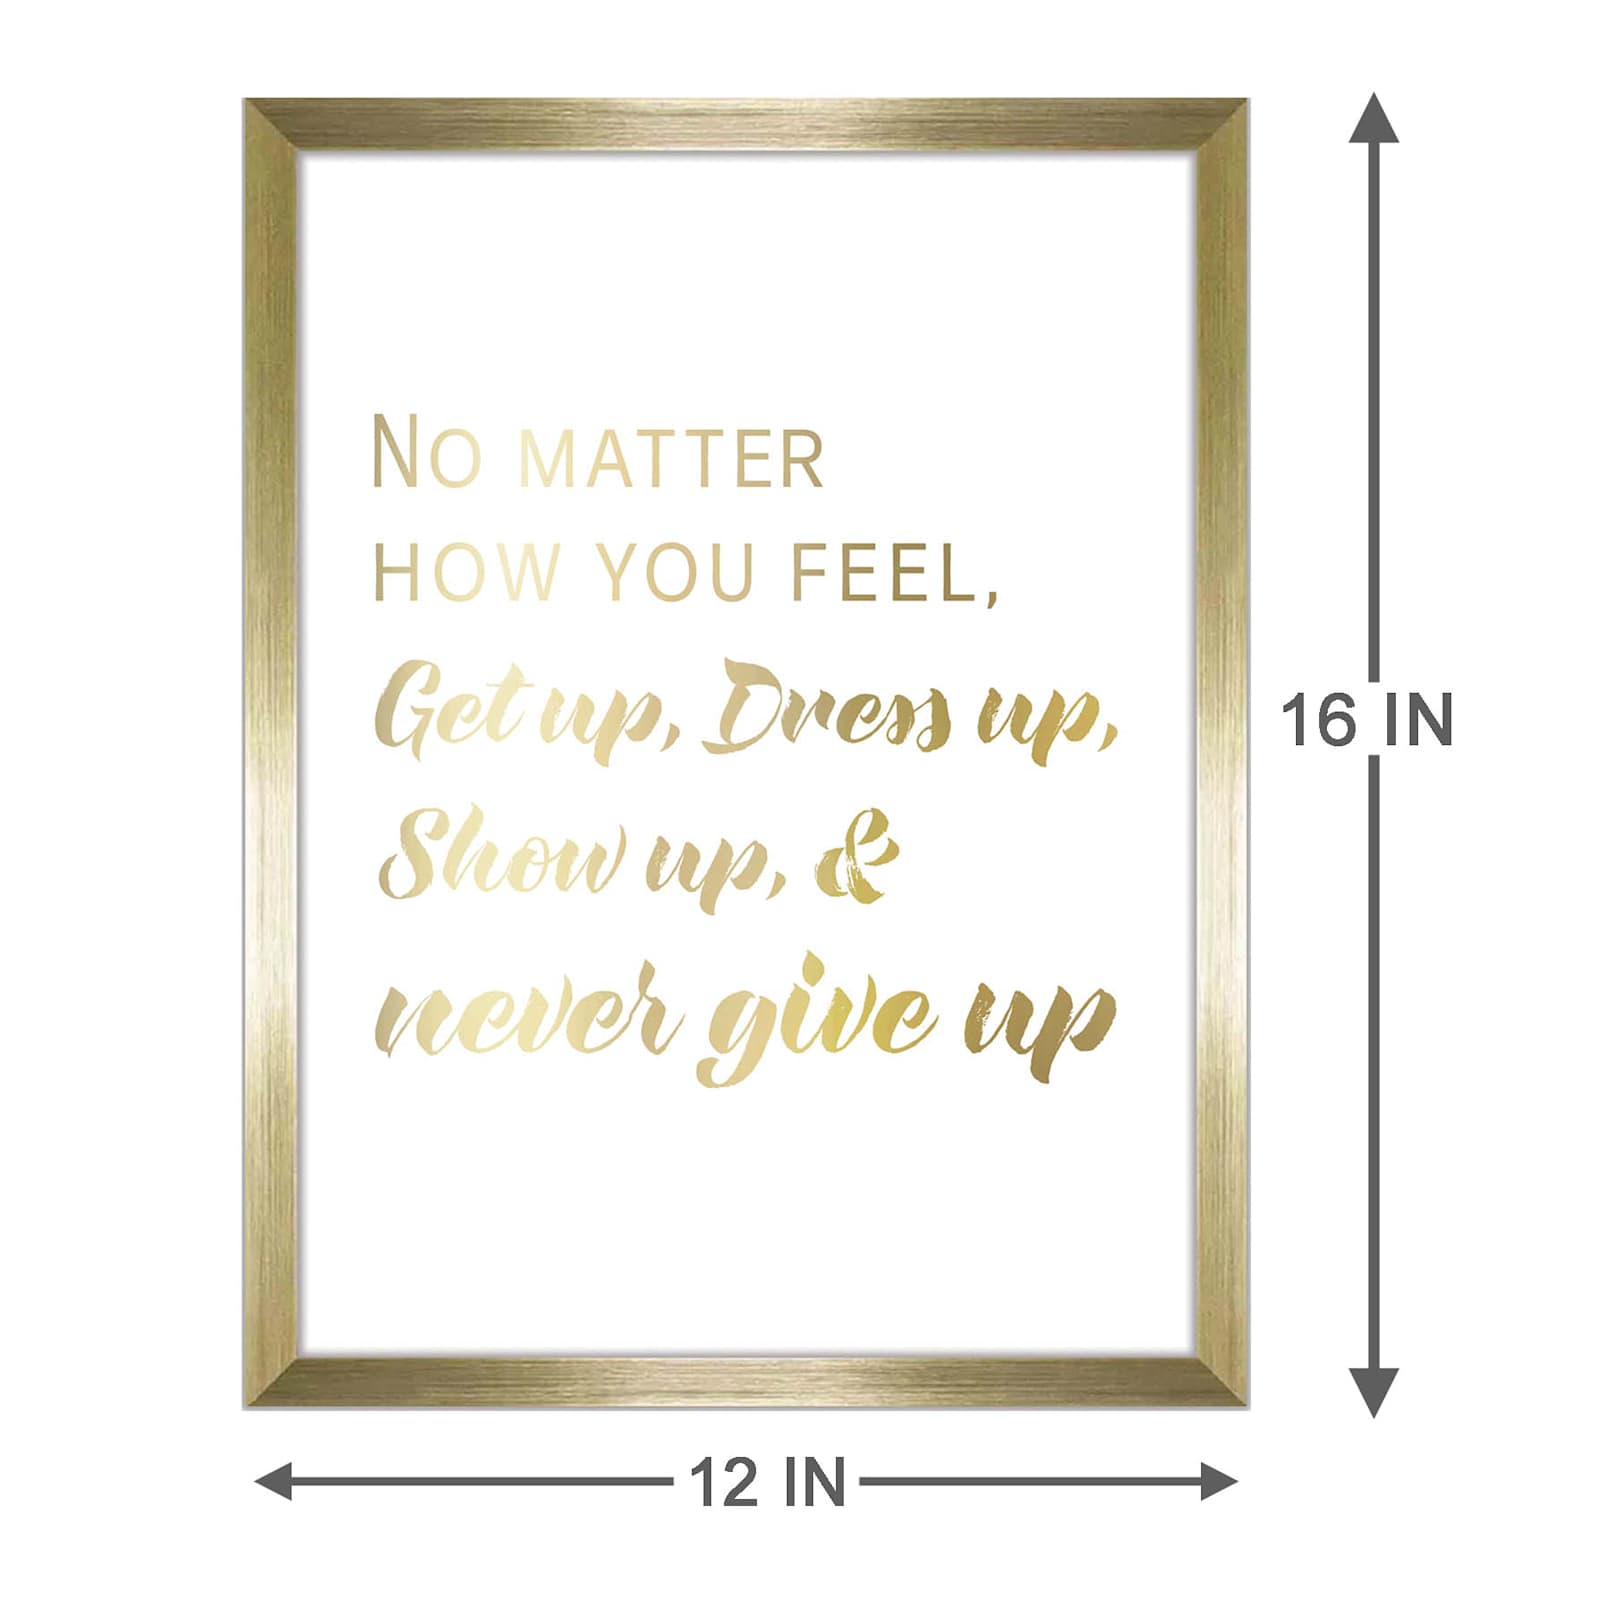 No matter
how you feel,
Get up, Dress up,
Show up, &
never give up
16 IN
12 IN